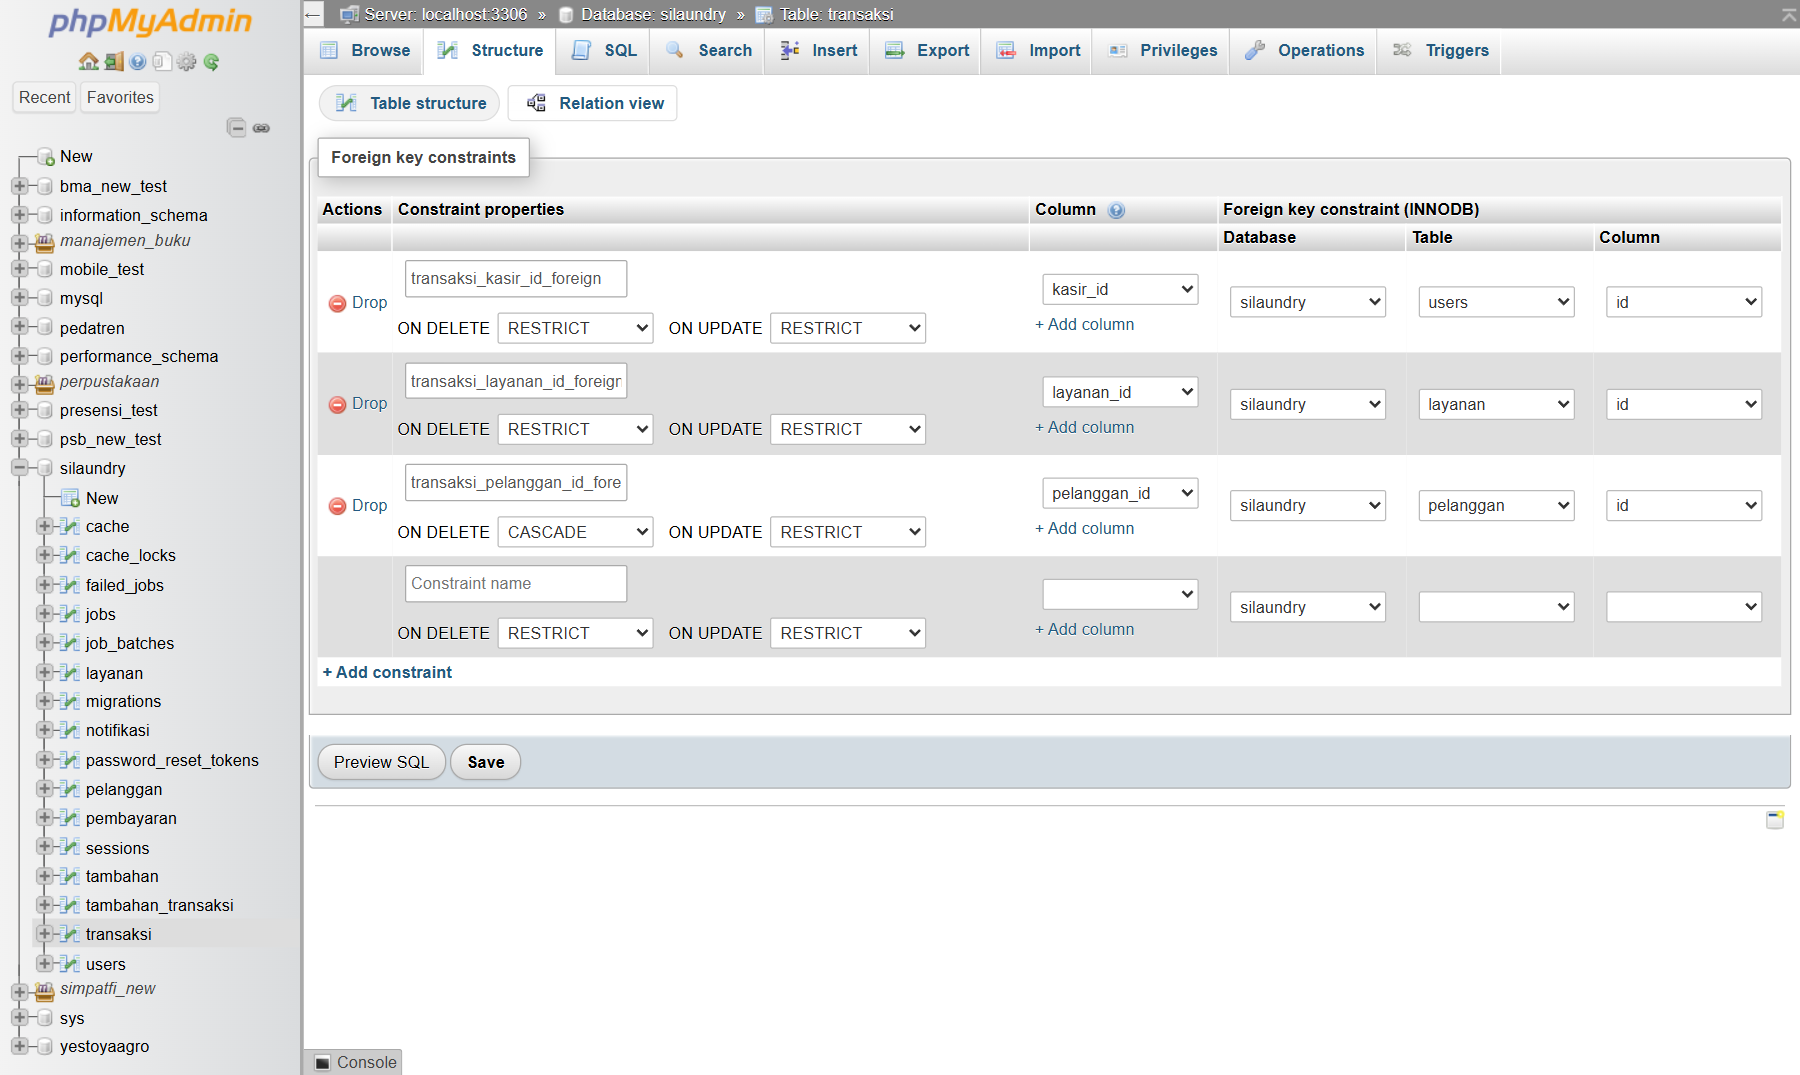 phpMyAdmin
Recent Favorites
New
bma_new_test
information_schema
manajemen_buku
mobile_test
mysql
pedatren
performance_schema
perpustakaan
presensi_test
psb_new_test
silaundry
New
cache
cache_locks
failed_jobs
jobs
job_batches
layanan
migrations
notifikasi
password_reset_tokens
pelanggan
pembayaran
sessions
tambahan
tambahan_transaksi
transaksi
users
simpatfi_new
sys
yestoyaagro
← Server: localhost:3306 » Database: silaundry » Table: transaksi
Browse Structure SQL Search Insert Export Import Privileges Operations Triggers
Table structure Relation view
Foreign key constraints
Actions Constraint properties Column Foreign key constraint (INNODB)
Database Table Column
transaksi_kasir_id_foreign
Drop kasir_id silaundry users id
ON DELETE RESTRICT ON UPDATE RESTRICT + Add column
transaksi_layanan_id_foreign
Drop layanan_id silaundry layanan id
ON DELETE RESTRICT ON UPDATE RESTRICT + Add column
transaksi_pelanggan_id_fore
Drop pelanggan_id silaundry pelanggan id
ON DELETE CASCADE ON UPDATE RESTRICT + Add column
Constraint name
silaundry
ON DELETE RESTRICT ON UPDATE RESTRICT + Add column
+ Add constraint
Preview SQL Save
Console